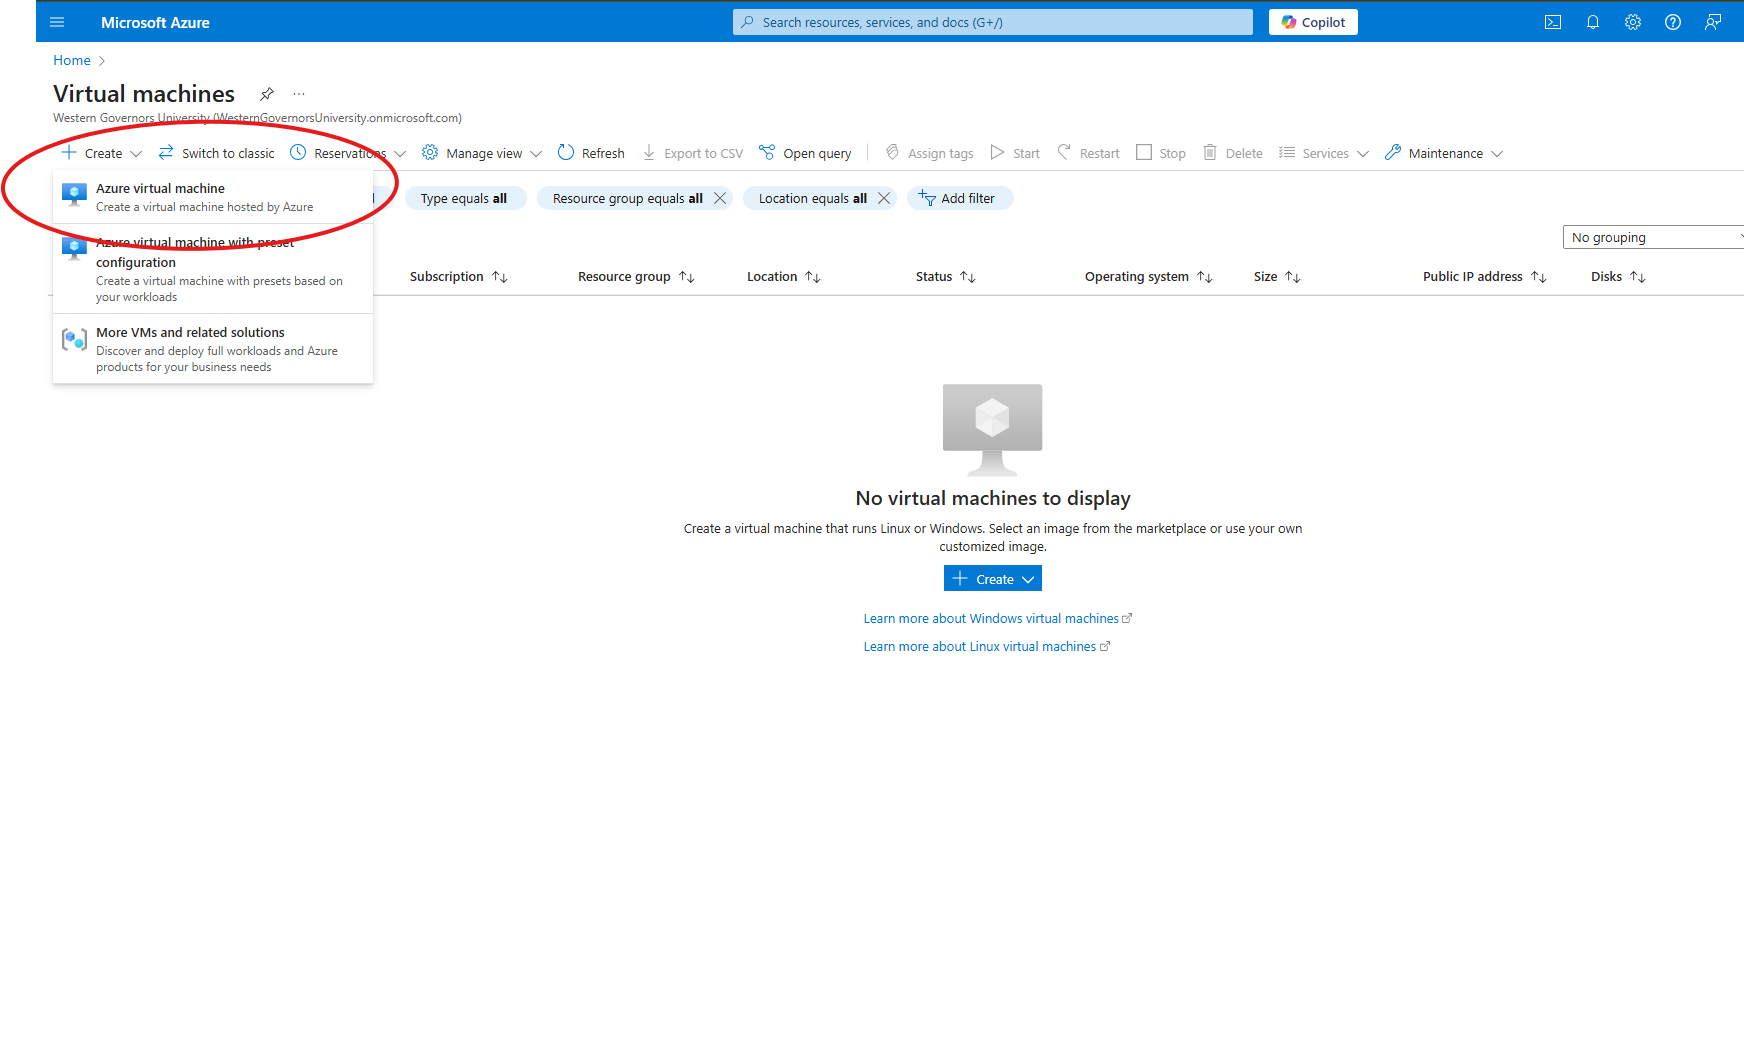 Microsoft Azure
Search resources, services, and docs (G+/)
Copilot
Home
Virtual machines
Western Governors University (WesternGovernorsUniversity.onmicrosoft.com)
Create Switch to classic Reservations Manage view Refresh Export to CSV Open query Assign tags Start Restart Stop Delete Services Maintenance
Azure virtual machine
Create a virtual machine hosted by Azure
Type equals all Resource group equals all Location equals all Add filter
Azure virtual machine with preset
configuration
Create a virtual machine with presets based on
your workloads
More VMs and related solutions
Discover and deploy full workloads and Azure
products for your business needs
No grouping
Subscription Resource group Location Status Operating system Size Public IP address Disks
No virtual machines to display
Create a virtual machine that runs Linux or Windows. Select an image from the marketplace or use your own
customized image.
Create
Learn more about Windows virtual machines
Learn more about Linux virtual machines